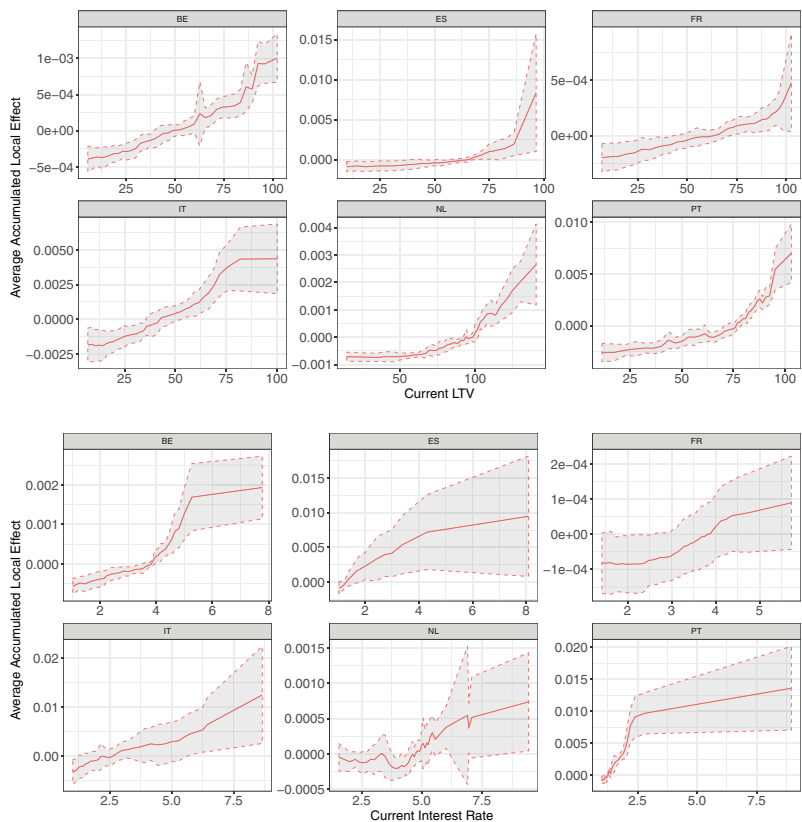 BE ES FR
1e−03 5e−04 0e+00 −5e−04
0.015 0.010 0.005 0.000
5e−04 0e+00
25 50 75 100 25 50 75 100 25 50 75 100
Average Accumulated Local Effect
IT NL PT
0.0050 0.0025 0.0000 −0.0025
0.004 0.003 0.002 0.001 0.000 −0.001
0.010 0.005 0.000
25 50 75 100 50 100 25 50 75 100
Current LTV
BE ES FR
0.002 0.001 0.000
0.015 0.010 0.005 0.000
2e−04 1e−04 0e+00 −1e−04
2 4 6 8 2 4 6 8 2 3 4 5
Average Accumulated Local Effect
IT NL PT
0.02 0.01 0.00
0.0015 0.0010 0.0005 0.0000 −0.0005
0.020 0.015 0.010 0.005 0.000
2.5 5.0 7.5 2.5 5.0 7.5 2.5 5.0 7.5
Current Interest Rate